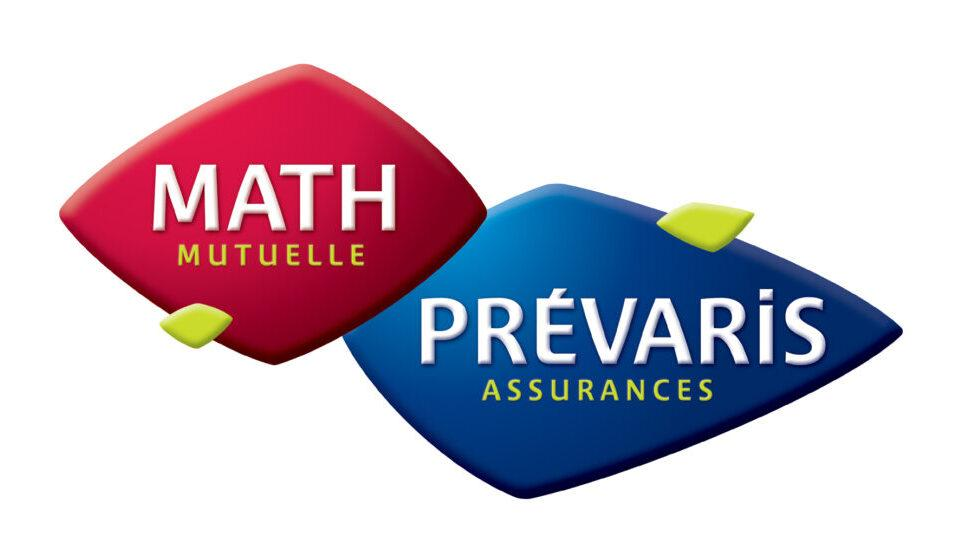 MATH
MUTUELLE
PRÉVARiS
ASSURANCES